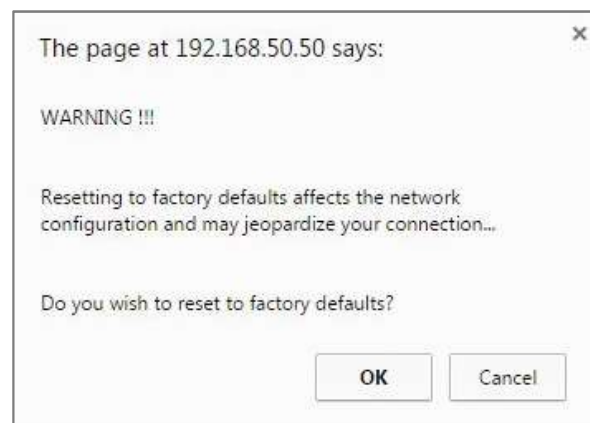 The page at 192.168.50.50 says:
WARNING !!!
Resetting to factory defaults affects the network
configuration and may jeopardize your connection...
Do you wish to reset to factory defaults?
OK
Cancel